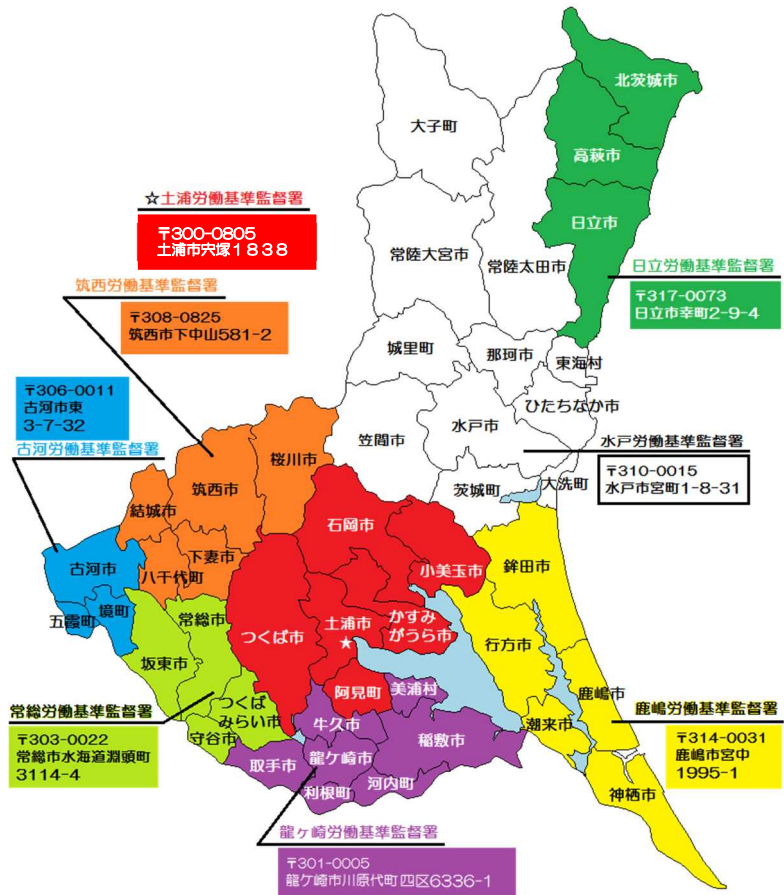 北茨城市
大子町
高萩市
☆土浦労働基準監督署
〒300-0805
土浦市宍塚1838
日立市
常陸大宮市
常陸太田市
日立労働基準監督署
〒317-0073
日立市幸町2-9-4
筑西労働基準監督署
〒308-0825
筑西市下中山581-2
城里町
那珂市
東海村
〒306-0011
古河市東
3-7-32
古河労働基準監督署
ひたちなか市
水戸市
笠間市
水戸労働基準監督署
〒310-0015
水戸市宮町1-8-31
桜川市
筑西市
茨城町
大洗町
結城市
石岡市
下妻市
八千代町
古河市
小美玉市
鉾田市
境町
五霞町
常総市
土浦市
★
かすみ
がうら市
つくば市
行方市
坂東市
阿見町
美浦村
鹿嶋市
常総労働基準監督署
〒303-0022
常総市水海道淵頭町
3114-4
つくば
みらい市
守谷市
牛久市
稲敷市
潮来市
鹿嶋労働基準監督署
〒314-0031
鹿嶋市宮中
1995-1
取手市
龍ケ崎市
河内町
利根町
神栖市
龍ヶ崎労働基準監督署
〒301-0005
龍ケ崎市川原代町四区6336-1